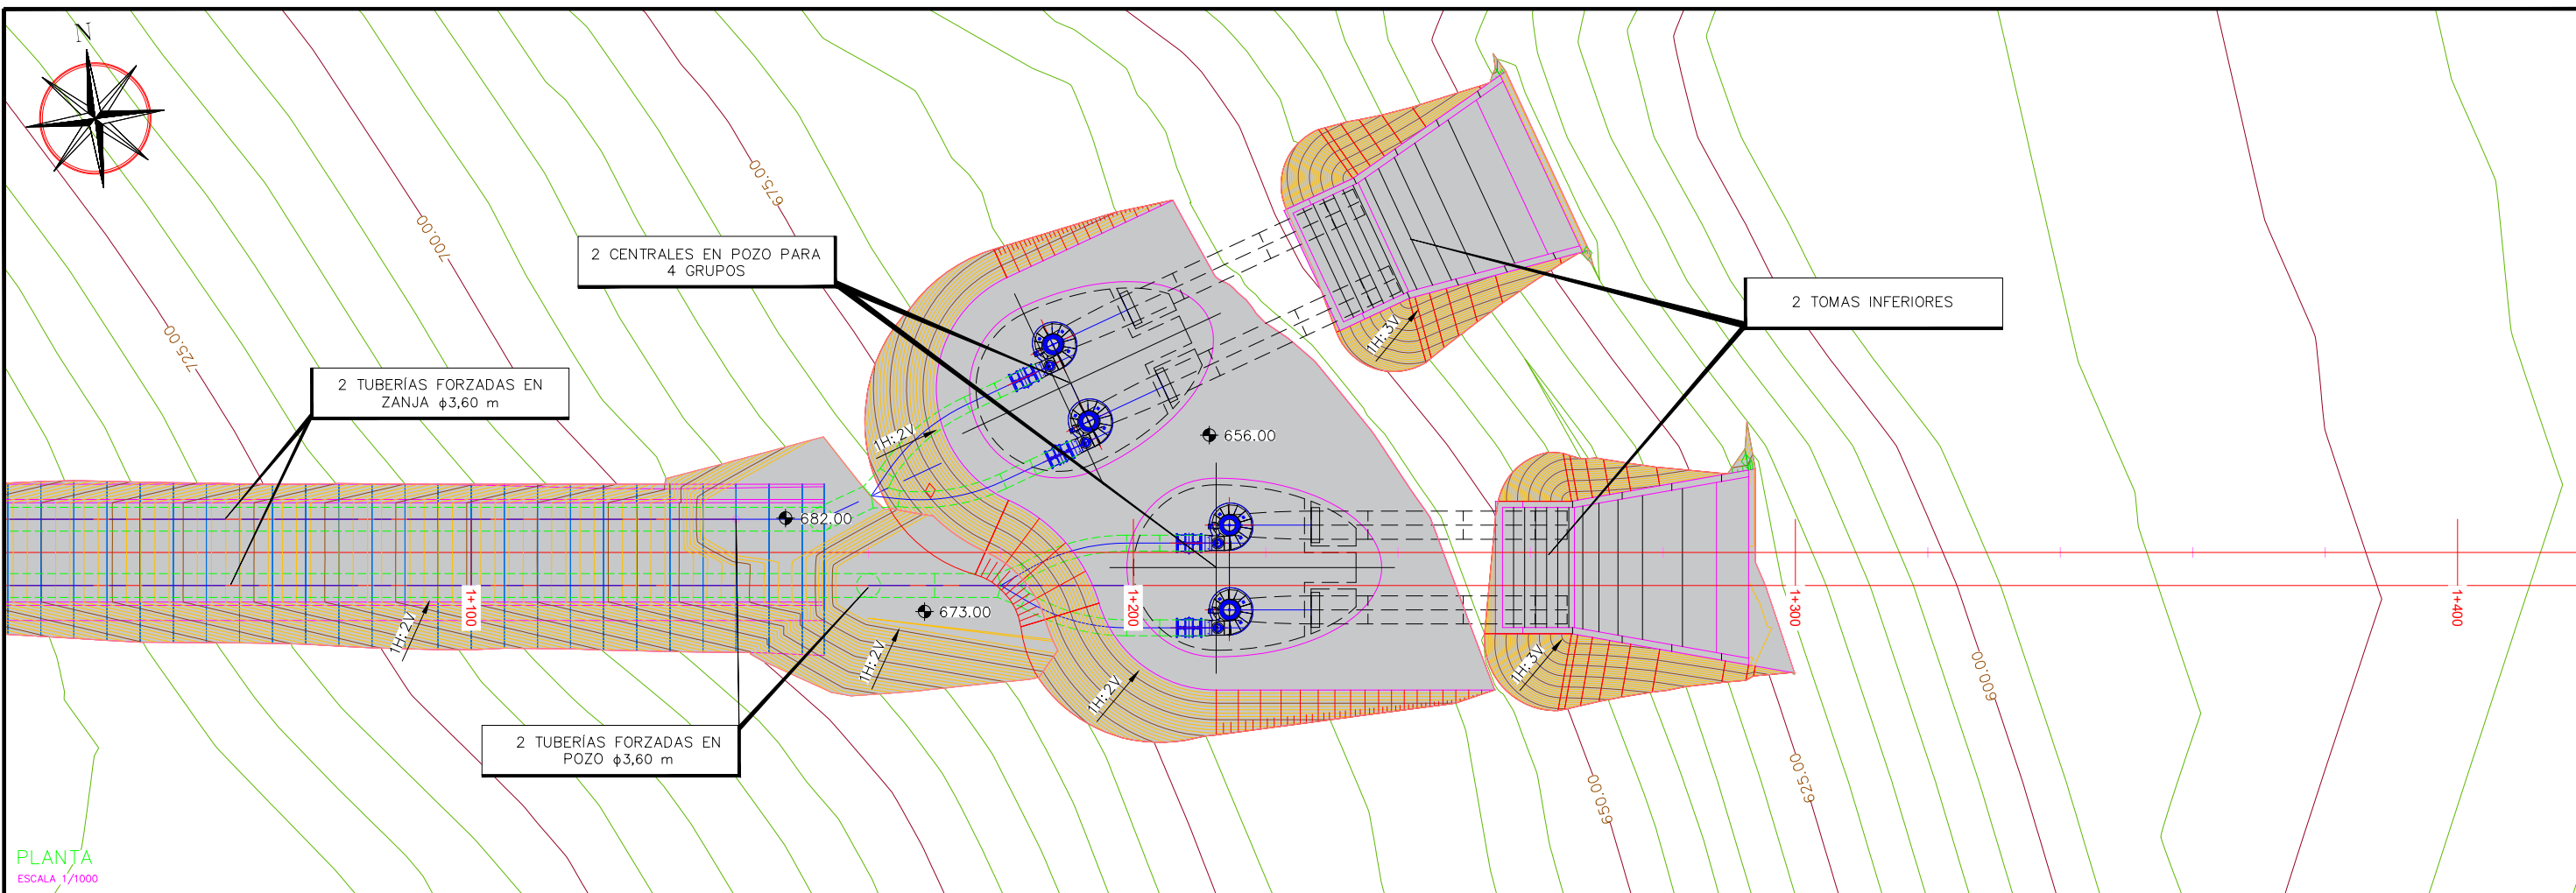 N
675.00
700.00
725.00
2 CENTRALES EN POZO PARA
4 GRUPOS
2 TOMAS INFERIORES
2 TUBERÍAS FORZADAS EN
ZANJA ϕ3,60 m
1H:3V
1H:2V
656.00
682.00
673.00
1+100
1+200
1+300
1+400
1H:2V
1H:2V
1H:2V
1H:3V
600.00
625.00
650.00
2 TUBERÍAS FORZADAS EN
POZO ϕ3,60 m
PLANTA
ESCALA 1/1000